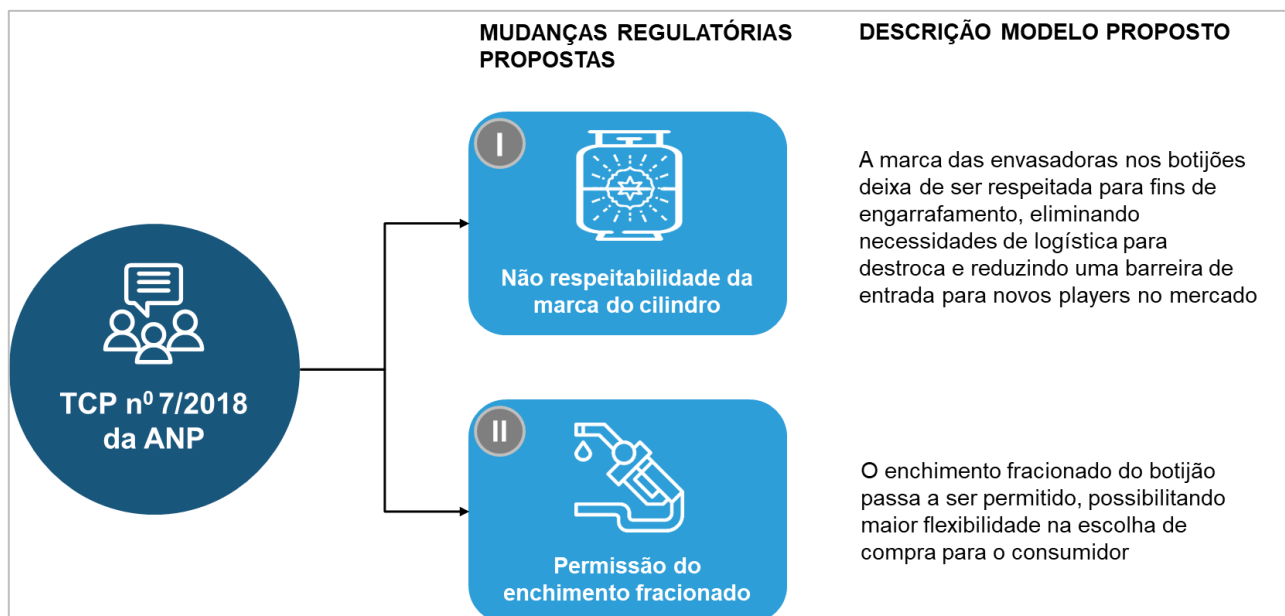 MUDANÇAS REGULATÓRIAS
PROPOSTAS
DESCRIÇÃO MODELO PROPOSTO
TCP nº 7/2018
da ANP
I
Não respeitabilidade da
marca do cilindro
A marca das envasadoras nos botijões
deixa de ser respeitada para fins de
engarrafamento, eliminando
necessidades de logística para
destroca e reduzindo uma barreira de
entrada para novos players no mercado
II
Permissão do
enchimento fracionado
O enchimento fracionado do botijão
passa a ser permitido, possibilitando
maior flexibilidade na escolha de
compra para o consumidor